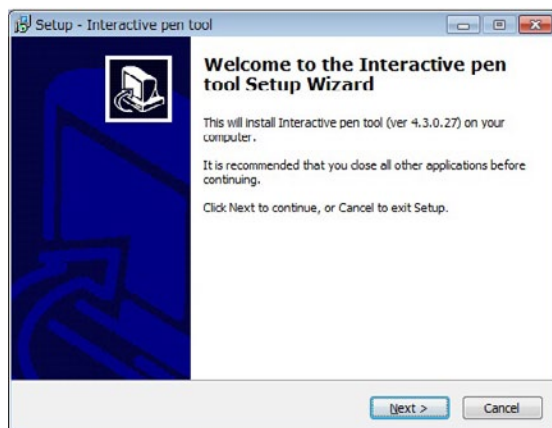 Setup - Interactive pen tool
Welcome to the Interactive pen
tool Setup Wizard
This will install Interactive pen tool (ver 4.3.0.27) on your
computer.
It is recommended that you close all other applications before
continuing.
Click Next to continue, or Cancel to exit Setup.
Next >
Cancel